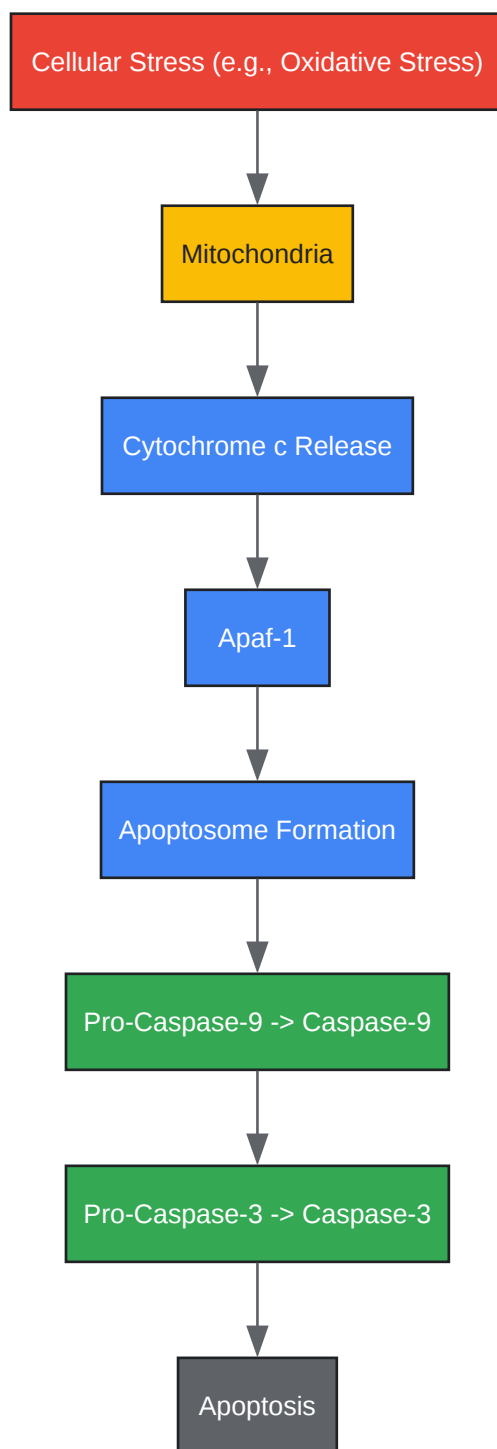 Cellular Stress (e.g., Oxidative Stress)
Mitochondria
Cytochrome c Release
Apaf-1
Apoptosome Formation
Pro-Caspase-9 -> Caspase-9
Pro-Caspase-3 -> Caspase-3
Apoptosis